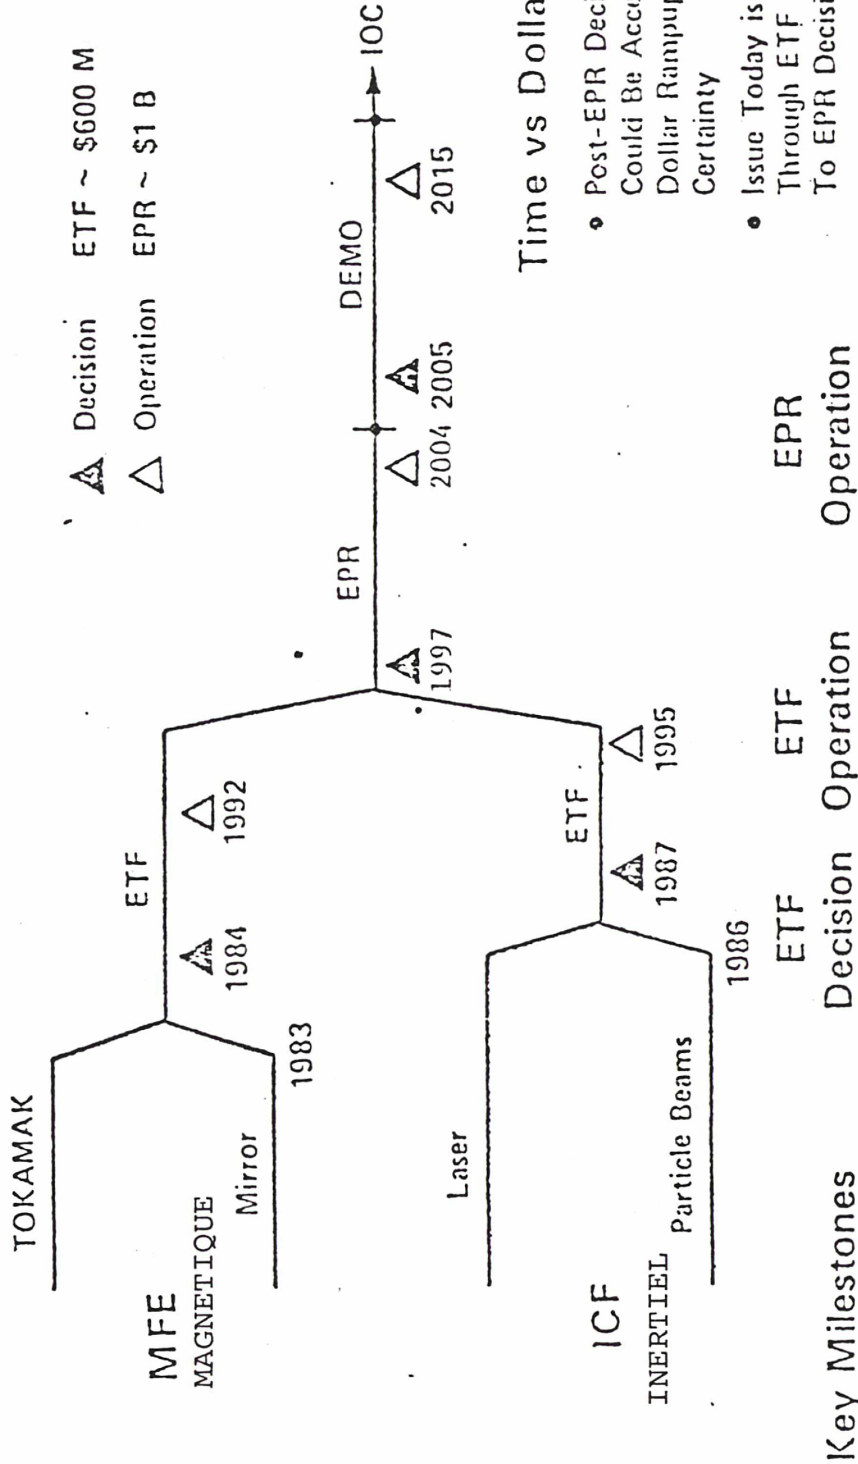 TOKAMAK
MFE
MAGNETIQUE
Mirror
1983
ETF
1984
1992
Laser
ICF
INERTIEL
Particle Beams
1986
ETF
1987
1995
EPR
1997
2004
DEMO
2005
2015
IOC
Decision ETF ~ $600 M
Operation EPR ~ $1 B
Time vs Dolla
• Post-EPR Deci
Could Be Acc
Dollar Rampup
Certainty
• Issue Today is
Through ETF
To EPR Decisi
Key Milestones
ETF
Decision
ETF
Operation
EPR
Operation